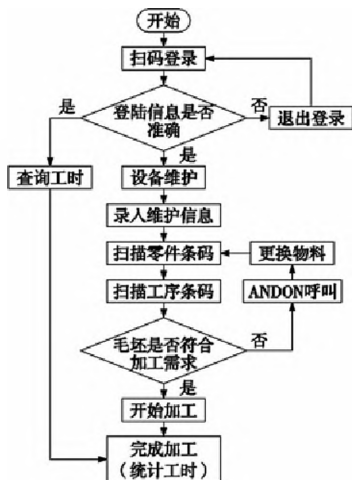 开始
扫码登录
是
登陆信息是否
准确
否
退出登录
是
查询工时
设备维护
录入维护信息
扫描零件条码
更换物料
扫描工序条码
ANDON呼叫
毛坯是否符合
加工需求
否
是
开始加工
完成加工
(统计工时)